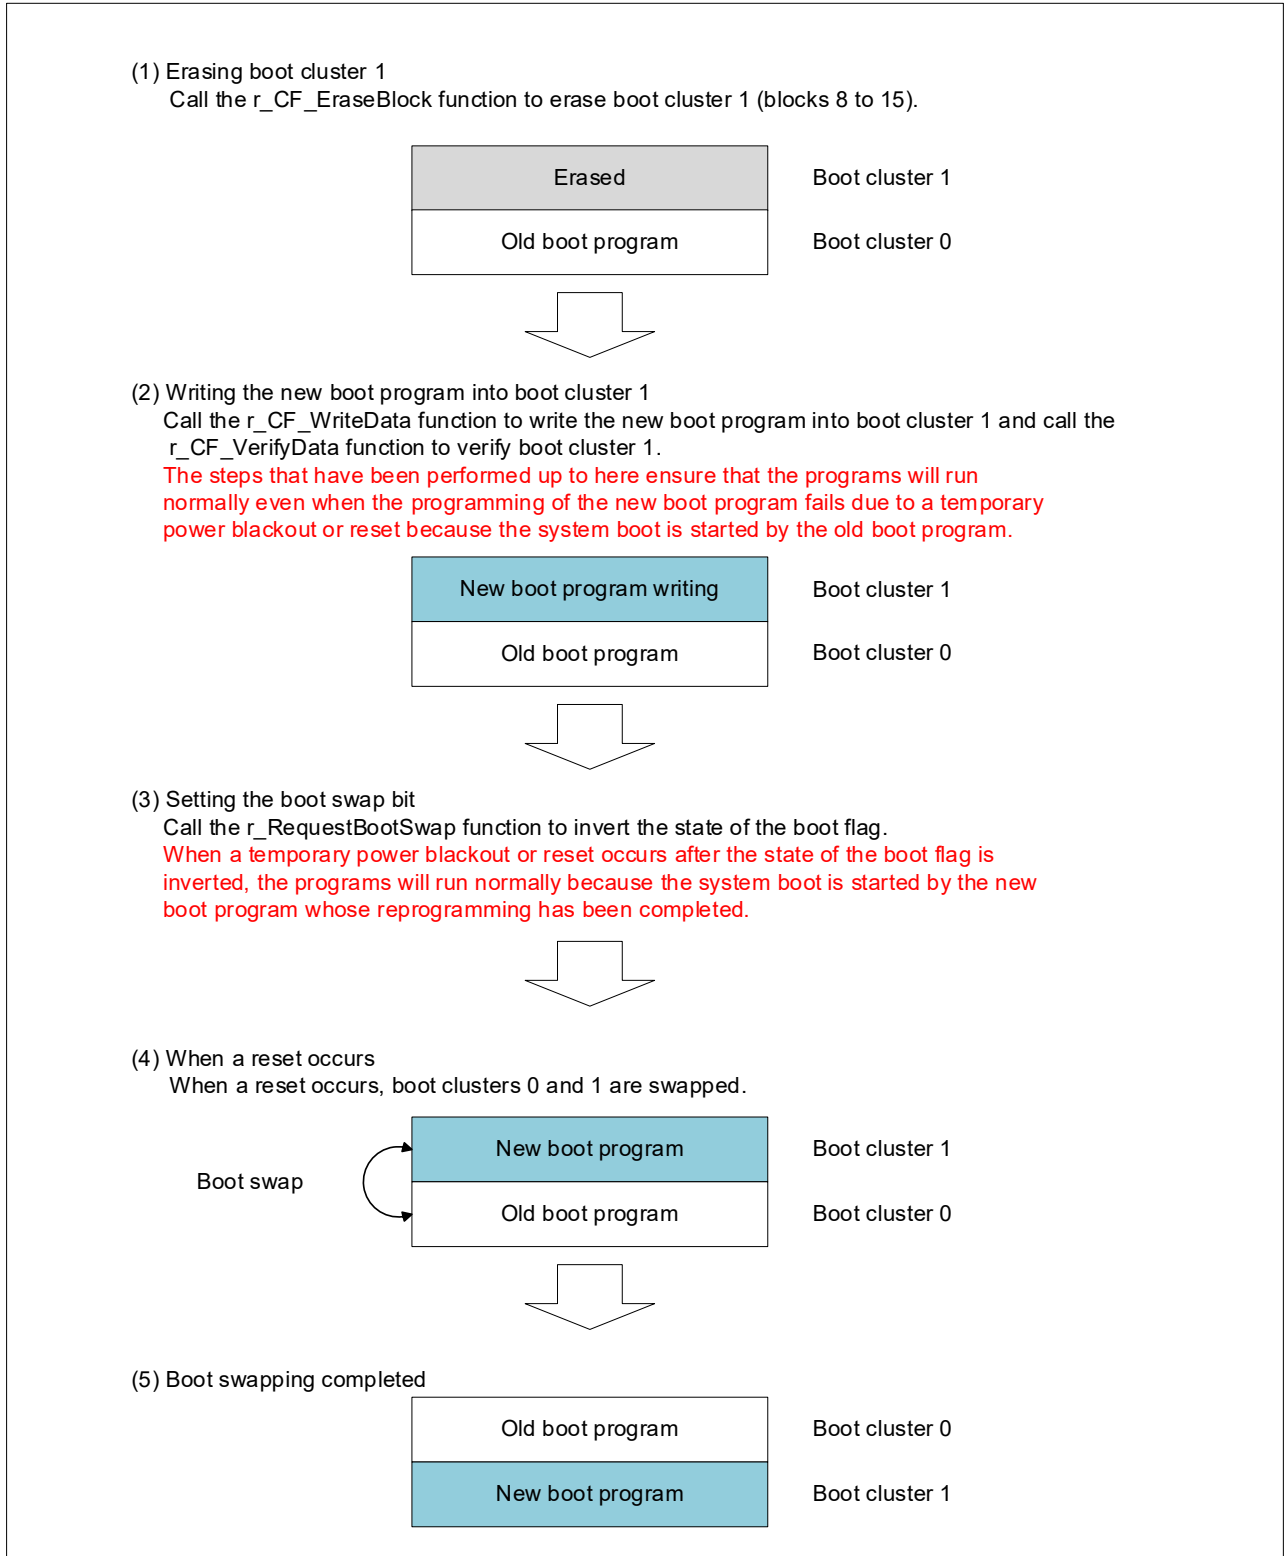 (1) Erasing boot cluster 1
Call the r_CF_EraseBlock function to erase boot cluster 1 (blocks 8 to 15).
Erased
Boot cluster 1
Old boot program
Boot cluster 0
(2) Writing the new boot program into boot cluster 1
Call the r_CF_WriteData function to write the new boot program into boot cluster 1 and call the
r_CF_VerifyData function to verify boot cluster 1.
The steps that have been performed up to here ensure that the programs will run
normally even when the programming of the new boot program fails due to a temporary
power blackout or reset because the system boot is started by the old boot program.
New boot program writing
Boot cluster 1
Old boot program
Boot cluster 0
(3) Setting the boot swap bit
Call the r_RequestBootSwap function to invert the state of the boot flag.
When a temporary power blackout or reset occurs after the state of the boot flag is
inverted, the programs will run normally because the system boot is started by the new
boot program whose reprogramming has been completed.
(4) When a reset occurs
When a reset occurs, boot clusters 0 and 1 are swapped.
New boot program
Boot cluster 1
Boot swap
Old boot program
Boot cluster 0
(5) Boot swapping completed
Old boot program
Boot cluster 0
New boot program
Boot cluster 1